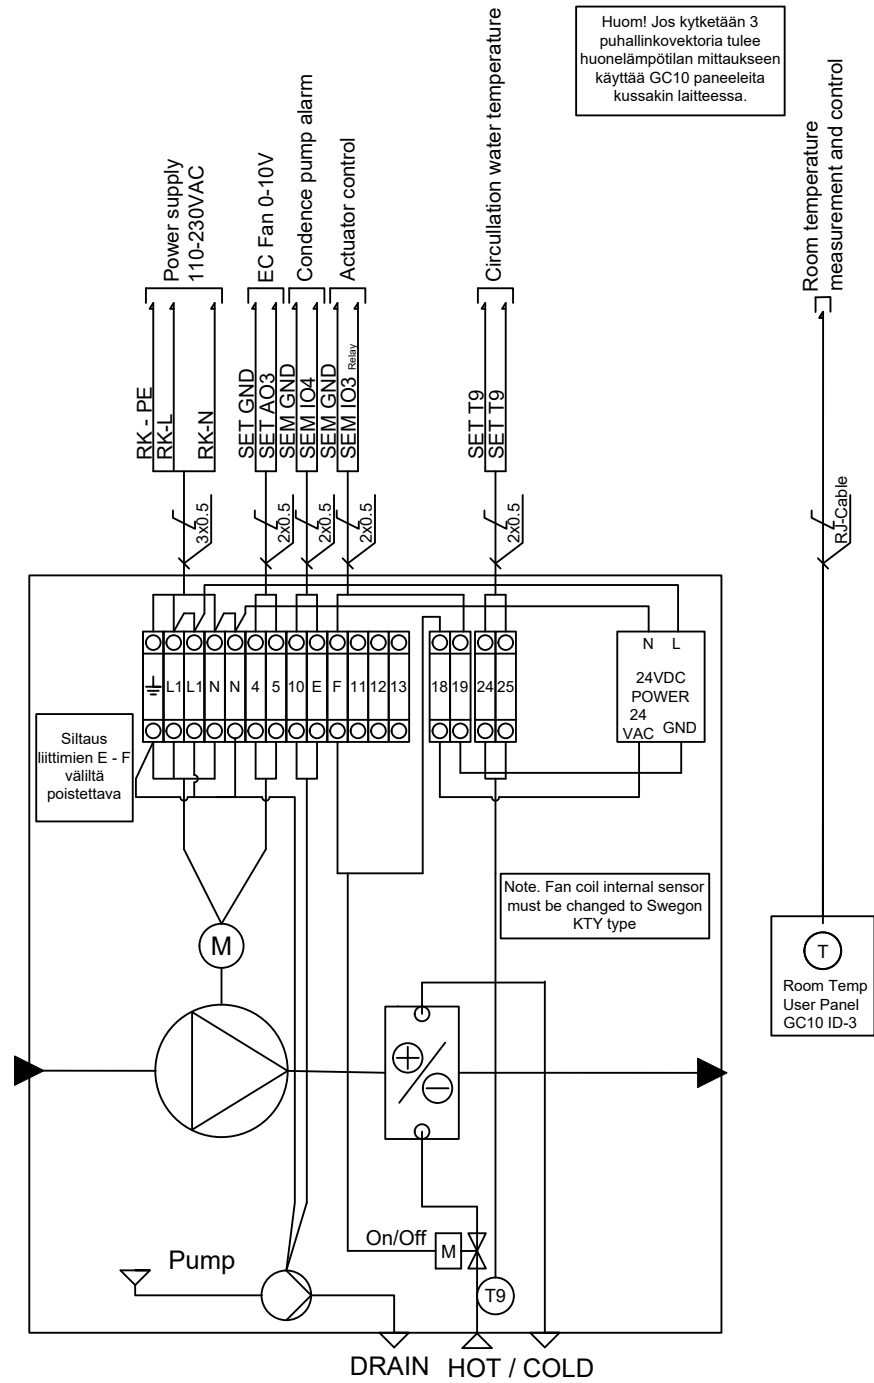 Huom! Jos kytketään 3
puhallinkovektoria tulee
huonelämpötilan mittaukseen
käyttää GC10 paneeleita
kussakin laitteessa.
Power supply
110-230VAC
EC Fan 0-10V
Condence pump alarm
Actuator control
Circullation water temperature
Room temperature
measurement and control
RK - PE
RK-L
RK-N
SET GND
SET AO3
SEM GND
SEM IO4
SEM GND
SEM IO3 Relay
SET T9
SET T9
3x0.5
2x0.5
2x0.5
2x0.5
2x0.5
RJ-Cable
L1 L1 N N 4 5 10 E F 11 12 13
18 19 24 25
N L
24VDC
POWER
24
VAC GND
Siltaus
liittimien E - F
väliltä
poistettava
Note. Fan coil internal sensor
must be changed to Swegon
KTY type
M
T
Room Temp
User Panel
GC10 ID-3
On/Off
M
Pump
T9
DRAIN HOT / COLD